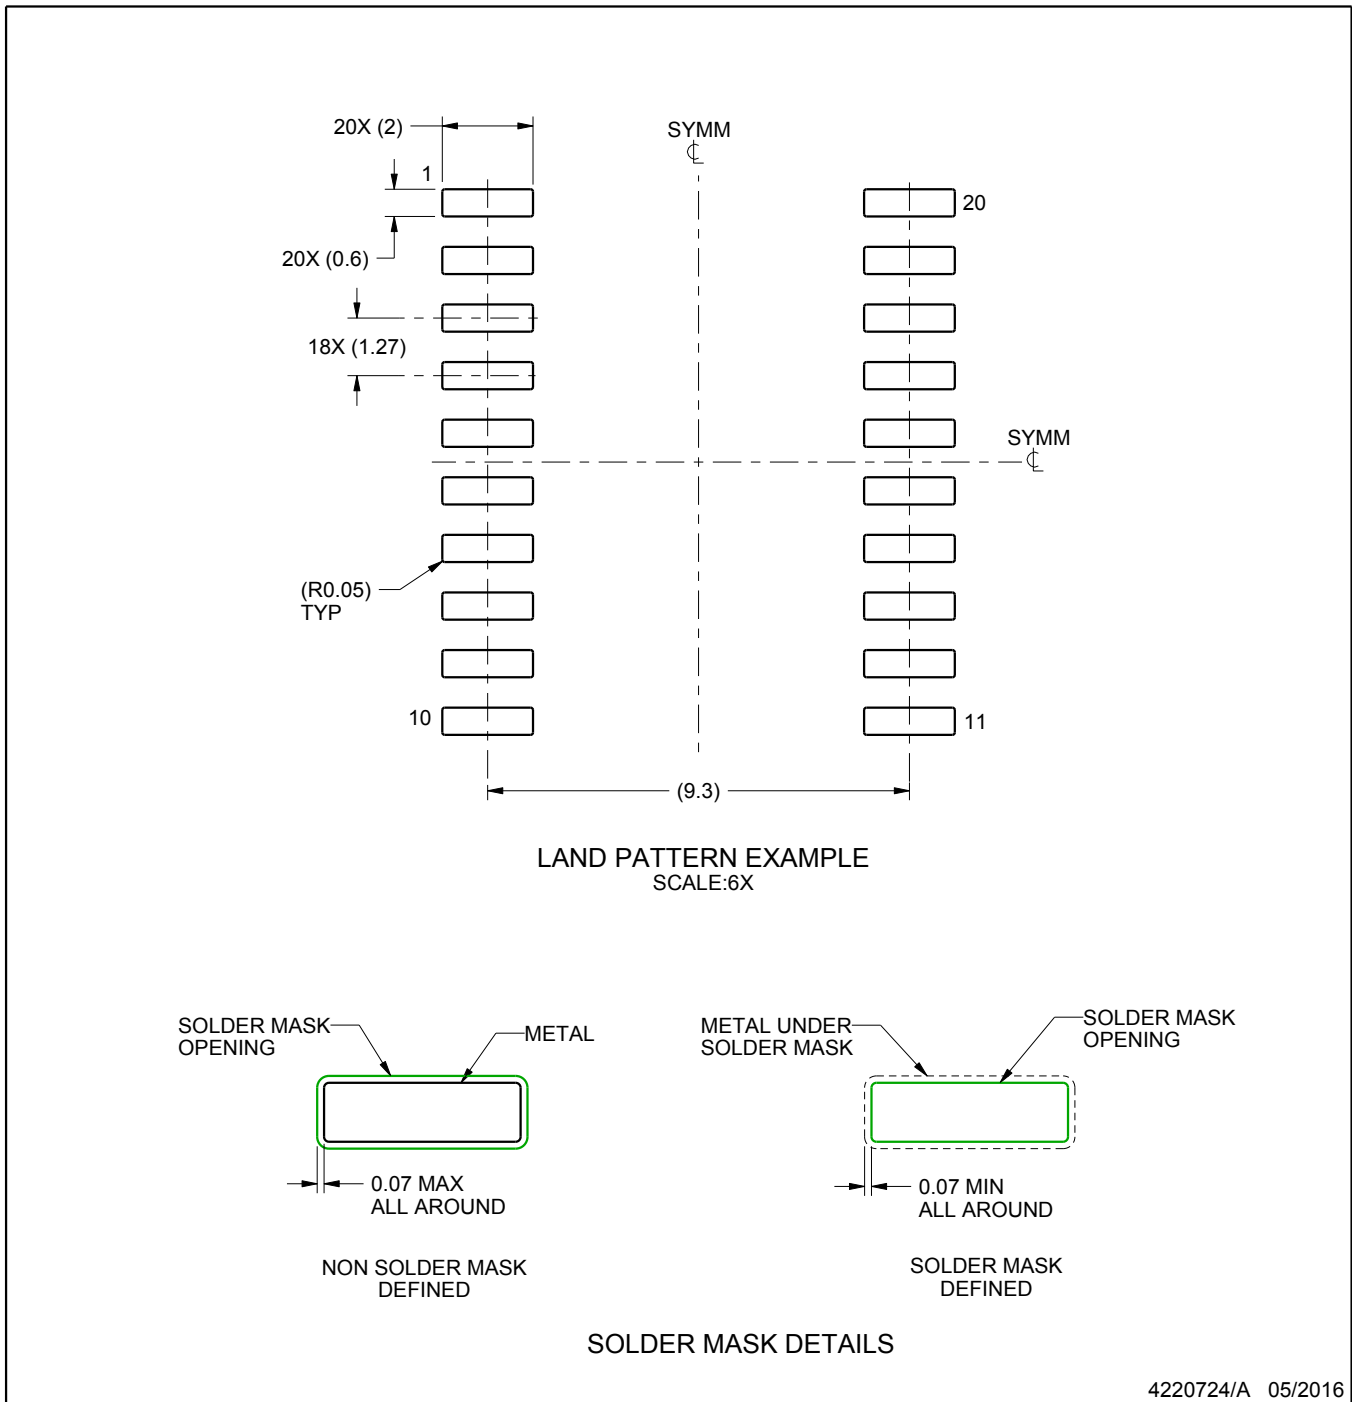 20X (2)
SYMM
1
20
20X (0.6)
18X (1.27)
SYMM
(R0.05)
TYP
10
11
(9.3)
LAND PATTERN EXAMPLE
SCALE:6X
SOLDER MASK
OPENING
METAL
METAL UNDER
SOLDER MASK
SOLDER MASK
OPENING
0.07 MAX
ALL AROUND
0.07 MIN
ALL AROUND
NON SOLDER MASK
DEFINED
SOLDER MASK
DEFINED
SOLDER MASK DETAILS
4220724/A 05/2016